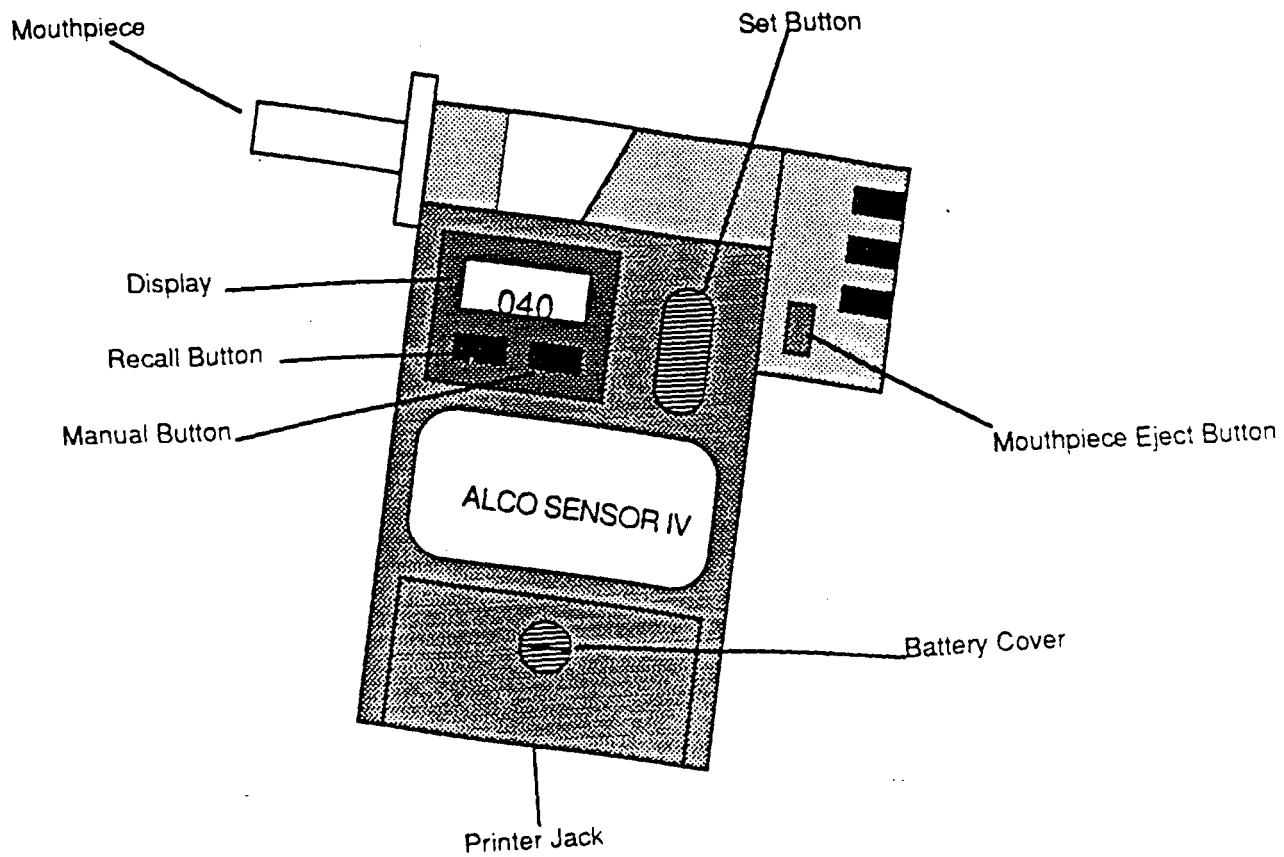 Mouthpiece
Set Button
Display
040
Recall Button
Manual Button
Mouthpiece Eject Button
ALCO SENSOR IV
Battery Cover
Printer Jack